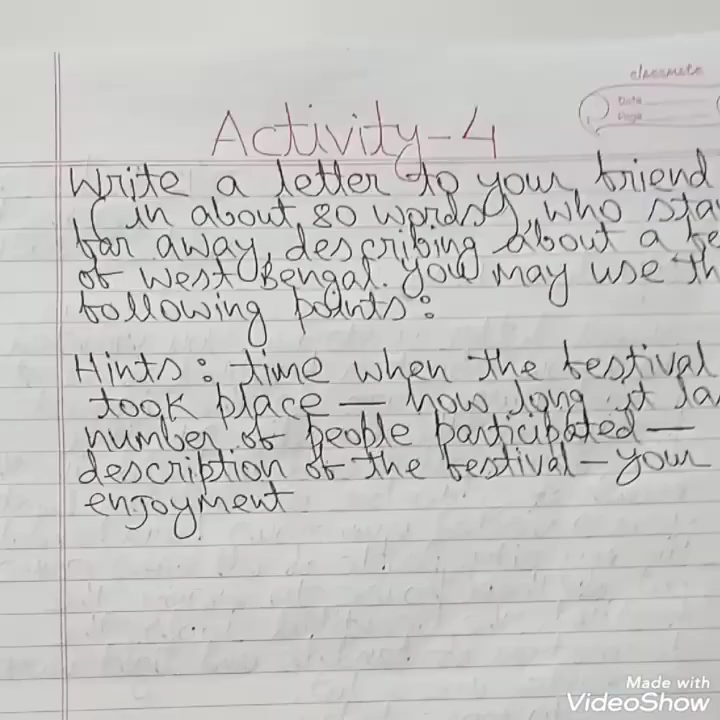 classmate
Date
Page
Activity-4
Write a letter to your friend
(in about 80 words), who
far away, describing about a
of West Bengal. You may use
following points:
Hints: time when the festival
took place — how long it
number of people participated —
description of the festival — your
enjoyment
Made with
VideoShow